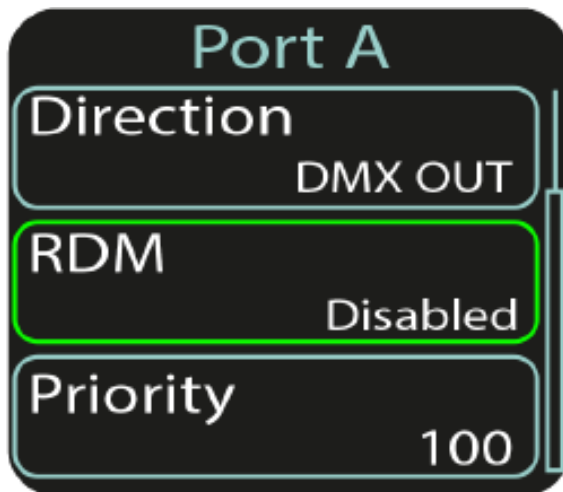 Port A
Direction
DMX OUT
RDM
Disabled
Priority
100